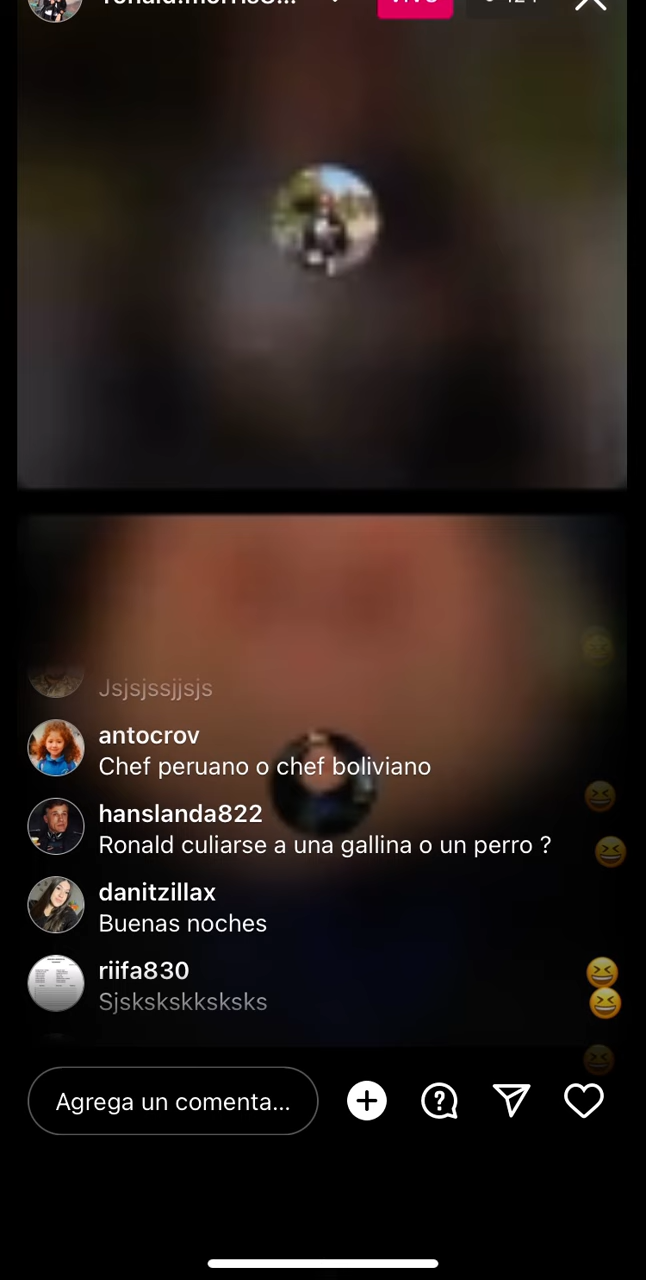 Jsjsjssjjsjs
antocrov
Chef peruano o chef boliviano
hanslanda822
Ronald culiarse a una gallina o un perro ?
danitzillax
Buenas noches
riifa830
Sjskskskksksks
Agrega un comenta...